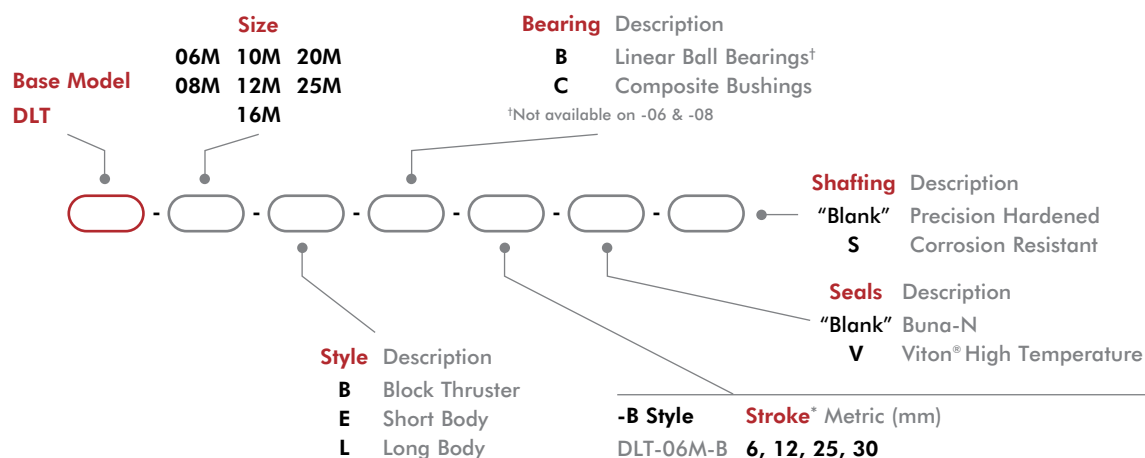 Size
06M 10M 20M
08M 12M 25M
16M
Base Model
DLT
Bearing Description
B Linear Ball Bearings†
C Composite Bushings
†Not available on -06 & -08
- - - - - -
Shafting Description
“Blank” Precision Hardened
S Corrosion Resistant
Seals Description
“Blank” Buna-N
V Viton® High Temperature
Style Description
B Block Thruster
E Short Body
L Long Body
-B Style Stroke* Metric (mm)
DLT-06M-B 6, 12, 25, 30